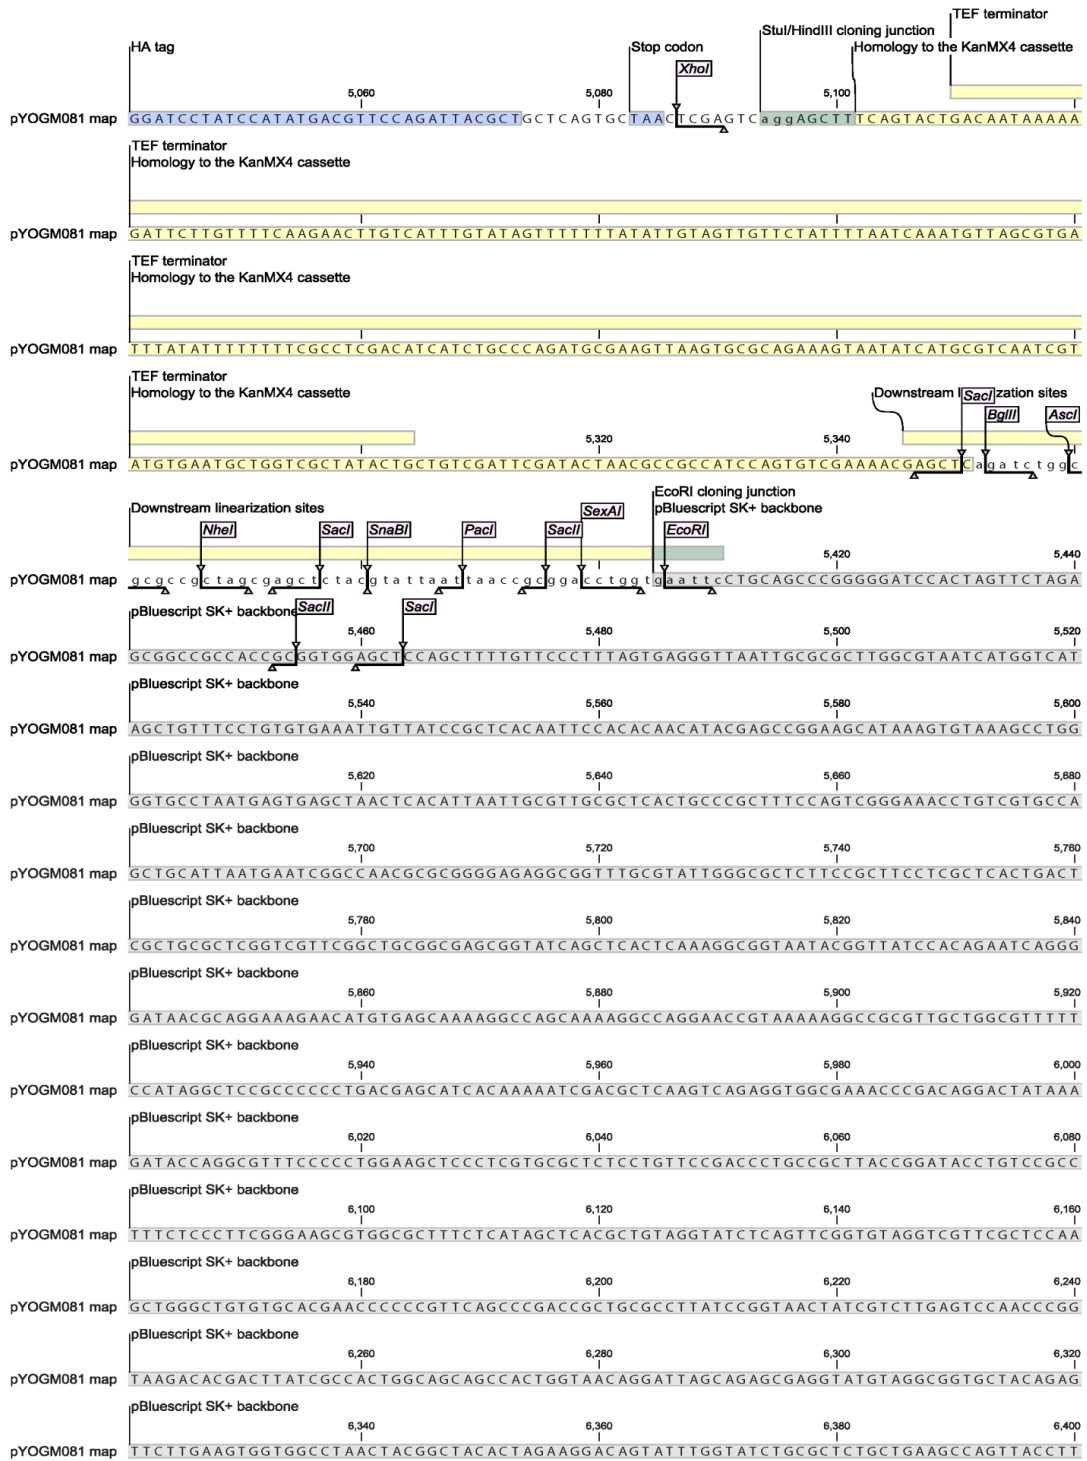 TEF terminator
StuI/HindIII cloning junction
HA tag Stop codon Homology to the KanMX4 cassette
XhoI
5,060 5,080 5,100
pYOGM081 map GGATCCTATCCATATGACGTTCCAGATTACGCTGCTCAGTGCTAACTCGAGTCaggAGCTTTCAGTACTGACAATAAAAA
TEF terminator
Homology to the KanMX4 cassette
pYOGM081 map GATTCTTGTTTTCAAGAACTTGTCATTTGTATAGTTTTTTTATATTGTAGTTGTTCTATTTTAATCAAATGTTAGCGTGA
TEF terminator
Homology to the KanMX4 cassette
pYOGM081 map TTTATATTTTTTTTCGCCTCGACATCATCTGCCCAGATGCGAAGTTAAGTGCGCAGAAAGTAATATCATGCGTCAATCGT
TEF terminator
Homology to the KanMX4 cassette Downstream l SacI zation sites
BglII AscI
5,320 5,340
pYOGM081 map ATGTGAATGCTGGTCGCTATACTGCTGTCGATTCGATACTAACGCCGCCATCCAGTGTCGAAAACGAGCTCagatctggc
EcoRI cloning junction
Downstream linearization sites pBluescript SK+ backbone
SexAI
NheI SacI SnaBI PacI SacII EcoRI
5,420 5,440
pYOGM081 map gcgccgctagcgagctctacgtattaattaaccgcggacctggtgaattcCTGCAGCCCGGGGGATCCACTAGTTCTAGA
pBluescript SK+ backbone SacII SacI
5,460 5,480 5,500 5,520
pYOGM081 map GCGGCCGCCACCGCGGTGGAGCTCCAGCTTTTGTTCCCTTTAGTGAGGGTTAATTGCGCGCTTGGCGTAATCATGGTCAT
pBluescript SK+ backbone
5,540 5,560 5,580 5,600
pYOGM081 map AGCTGTTTCCTGTGTGAAATTGTTATCCGCTCACAATTCCACACAACATACGAGCCGGAAGCATAAAGTGTAAAGCCTGG
pBluescript SK+ backbone
5,620 5,640 5,660 5,680
pYOGM081 map GGTGCCTAATGAGTGAGCTAACTCACATTAATTGCGTTGCGCTCACTGCCCGCTTTCCAGTCGGGAAACCTGTCGTGCCA
pBluescript SK+ backbone
5,700 5,720 5,740 5,760
pYOGM081 map GCTGCATTAATGAATCGGCCAACGCGCGGGGAGAGGCGGTTTGCGTATTGGGCGCTCTTCCGCTTCCTCGCTCACTGACT
pBluescript SK+ backbone
5,780 5,800 5,820 5,840
pYOGM081 map CGCTGCGCTCGGTCGTTCGGCTGCGGCGAGCGGTATCAGCTCACTCAAAGGCGGTAATACGGTTATCCACAGAATCAGGG
pBluescript SK+ backbone
5,860 5,880 5,900 5,920
pYOGM081 map GATAACGCAGGAAAGAACATGTGAGCAAAAGGCCAGCAAAAGGCCAGGAACCGTAAAAAGGCCGCGTTGCTGGCGTTTTT
pBluescript SK+ backbone
5,940 5,960 5,980 6,000
pYOGM081 map CCATAGGCTCCGCCCCCCTGACGAGCATCACAAAAATCGACGCTCAAGTCAGAGGTGGCGAAACCCGACAGGACTATAAA
pBluescript SK+ backbone
6,020 6,040 6,060 6,080
pYOGM081 map GATACCAGGCGTTTCCCCCTGGAAGCTCCCTCGTGCGCTCTCCTGTTCCGACCCTGCCGCTTACCGGATACCTGTCCGCC
pBluescript SK+ backbone
6,100 6,120 6,140 6,160
pYOGM081 map TTTCTCCCTTCGGGAAGCGTGGCGCTTTCTCATAGCTCACGCTGTAGGTATCTCAGTTCGGTGTAGGTCGTTCGCTCCAA
pBluescript SK+ backbone
6,180 6,200 6,220 6,240
pYOGM081 map GCTGGGCTGTGTGCACGAACCCCCCGTTCAGCCCGACCGCTGCGCCTTATCCGGTAACTATCGTCTTGAGTCCAACCCGG
pBluescript SK+ backbone
6,260 6,280 6,300 6,320
pYOGM081 map TAAGACACGACTTATCGCCACTGGCAGCAGCCACTGGTAACAGGATTAGCAGAGCGAGGTATGTAGGCGGTGCTACAGAG
pBluescript SK+ backbone
6,340 6,360 6,380 6,400
pYOGM081 map TTCTTGAAGTGGTGGCCTAACTACGGCTACACTAGAAGGACAGTATTTGGTATCTGCGCTCTGCTGAAGCCAGTTACCTT